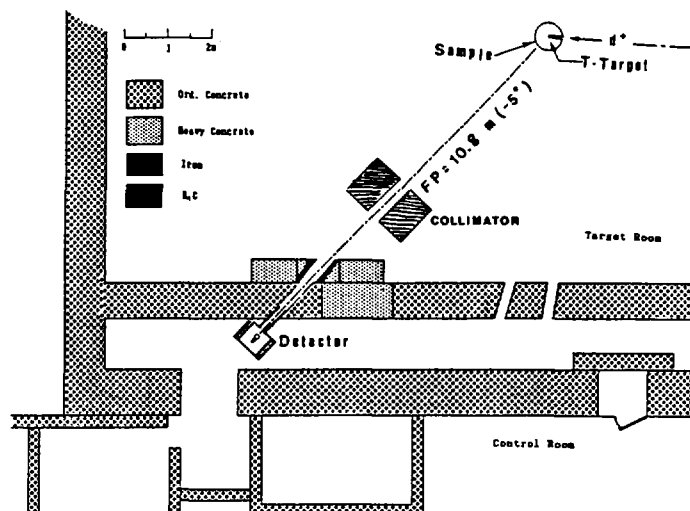 0 1 2m
Ord. Concrete
Heavy Concrete
Iron
B₄C
Sample
d⁺
T-Target
FP=10.8 m (-5°)
COLLIMATOR
Target Room
Detector
Control Room